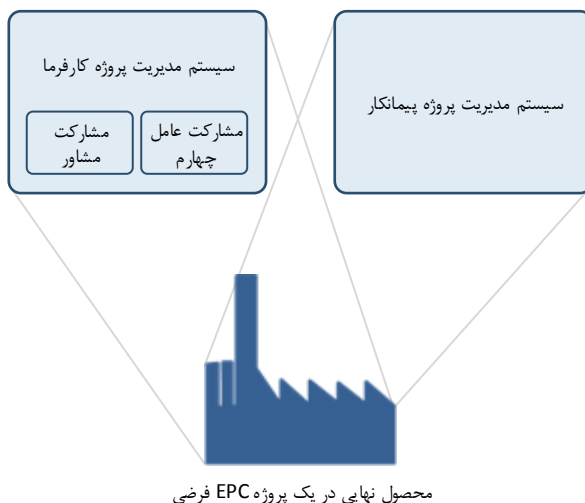 سیستم مدیریت پروژه کارفرما
مشارکت عامل
چهارم
مشارکت
مشاور
سیستم مدیریت پروژه پیمانکار
محصول نهایی در یک پروژه EPC فرضی